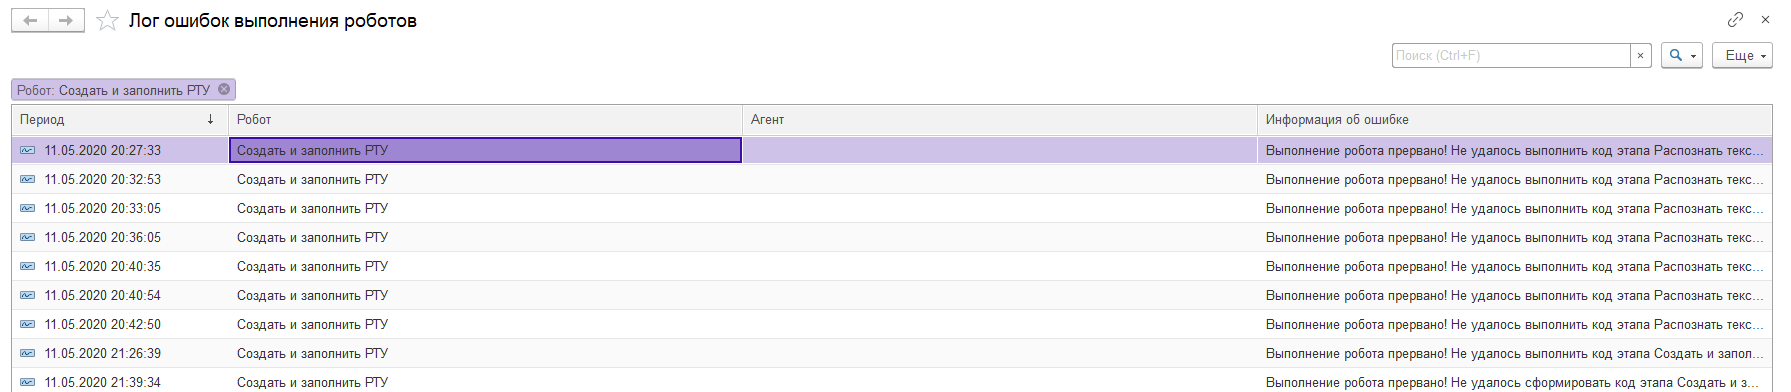 Лог ошибок выполнения роботов
Поиск (Ctrl+F)
Еще
Робот: Создать и заполнить РТУ
Период Робот Агент Информация об ошибке
11.05.2020 20:27:33 Создать и заполнить РТУ Выполнение робота прервано! Не удалось выполнить код этапа Распознать текс...
11.05.2020 20:32:53 Создать и заполнить РТУ Выполнение робота прервано! Не удалось выполнить код этапа Распознать текс...
11.05.2020 20:33:05 Создать и заполнить РТУ Выполнение робота прервано! Не удалось выполнить код этапа Распознать текс...
11.05.2020 20:36:05 Создать и заполнить РТУ Выполнение робота прервано! Не удалось выполнить код этапа Распознать текс...
11.05.2020 20:40:35 Создать и заполнить РТУ Выполнение робота прервано! Не удалось выполнить код этапа Распознать текс...
11.05.2020 20:40:54 Создать и заполнить РТУ Выполнение робота прервано! Не удалось выполнить код этапа Распознать текс...
11.05.2020 20:42:50 Создать и заполнить РТУ Выполнение робота прервано! Не удалось выполнить код этапа Распознать текс...
11.05.2020 21:26:39 Создать и заполнить РТУ Выполнение робота прервано! Не удалось выполнить код этапа Создать и запол...
11.05.2020 21:39:34 Создать и заполнить РТУ Выполнение робота прервано! Не удалось сформировать код этапа Создать и з...